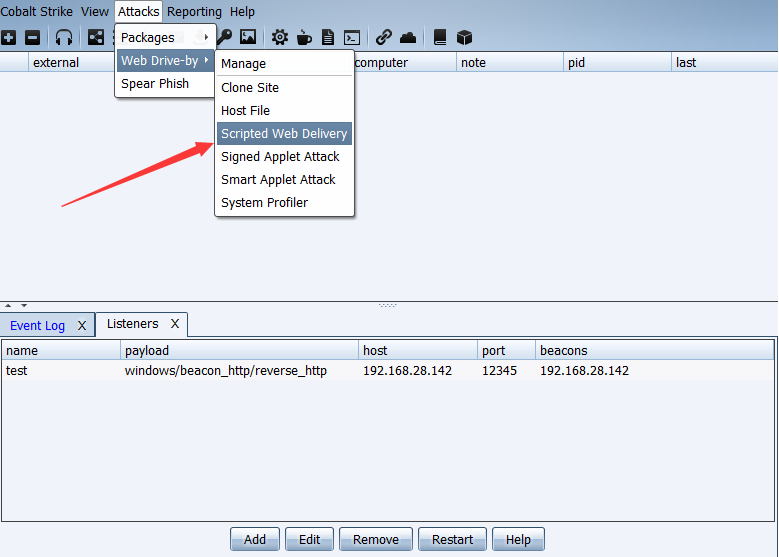 Cobalt Strike View Attacks Reporting Help
Packages
Web Drive-by
Spear Phish
Manage
Clone Site
Host File
Scripted Web Delivery
Signed Applet Attack
Smart Applet Attack
System Profiler
external computer note pid last
Event Log X Listeners X
name payload host port beacons
test windows/beacon_http/reverse_http 192.168.28.142 12345 192.168.28.142
Add Edit Remove Restart Help